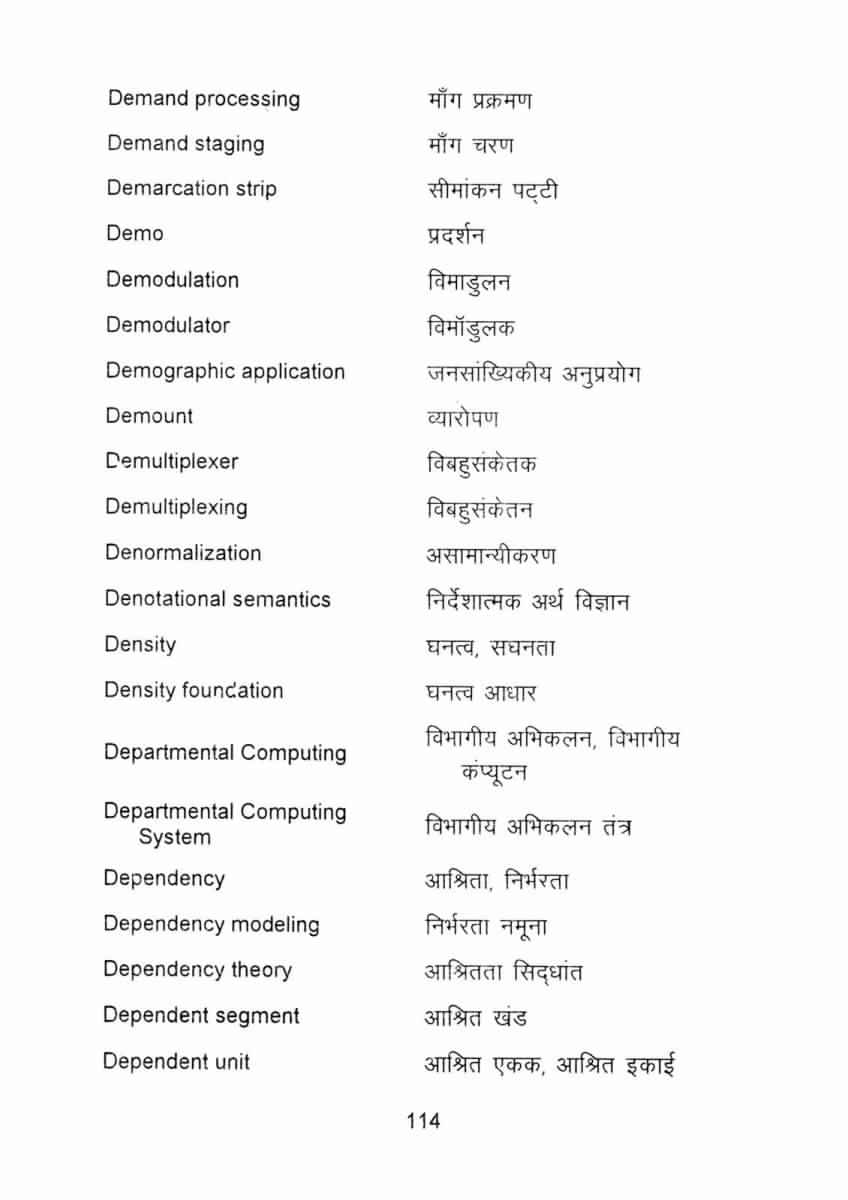 Demand processing माँग प्रक्रमण
Demand staging माँग चरण
Demarcation strip सीमांकन पट्‌टी
Demo प्रदर्शन
Demodulation विमाडुलन
Demodulator विमॉडुलक
Demographic application जनसांख्यिकीय अनुप्रयोग
Demount व्यारोपण
Demultiplexer विबहुसंकेतक
Demultiplexing विबहुसंकेतन
Denormalization असामान्यीकरण
Denotational semantics निर्देशात्मक अर्थ विज्ञान
Density घनत्व, सघनता
Density foundation घनत्व आधार
Departmental Computing विभागीय अभिकलन, विभागीय
कंप्यूटन
Departmental Computing
System विभागीय अभिकलन तंत्र
Dependency आश्रिता, निर्भरता
Dependency modeling निर्भरता नमूना
Dependency theory आश्रितता सिद्‌धांत
Dependent segment आश्रित खंड
Dependent unit आश्रित एकक, आश्रित इकाई
114